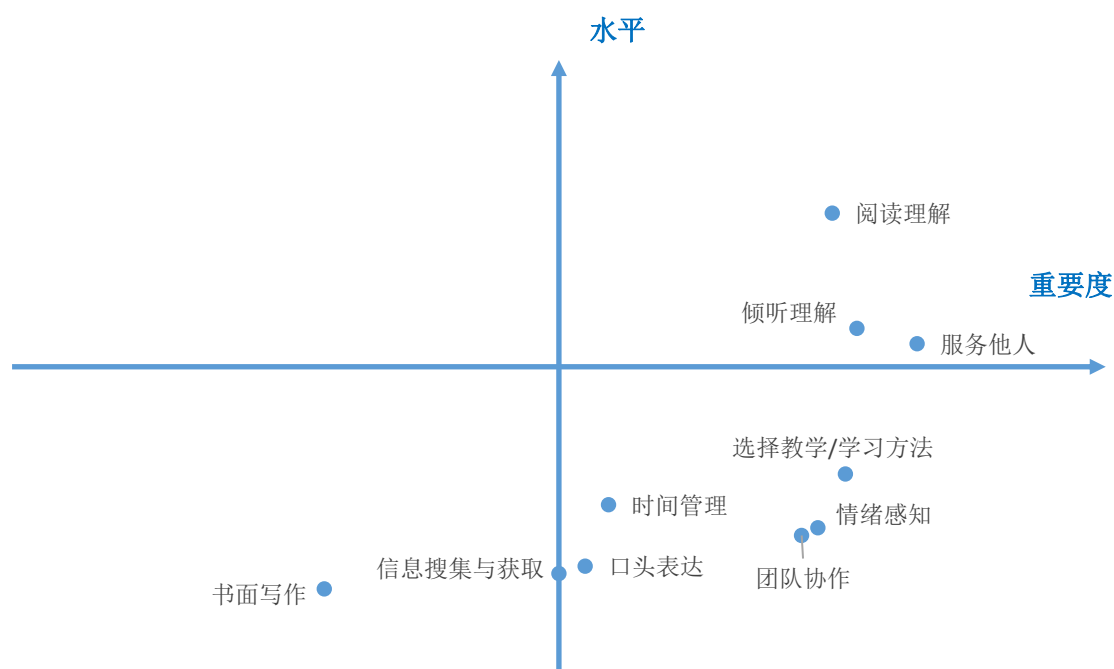 水平
阅读理解
重要度
倾听理解
服务他人
选择教学/学习方法
时间管理
情绪感知
信息搜集与获取
口头表达
团队协作
书面写作